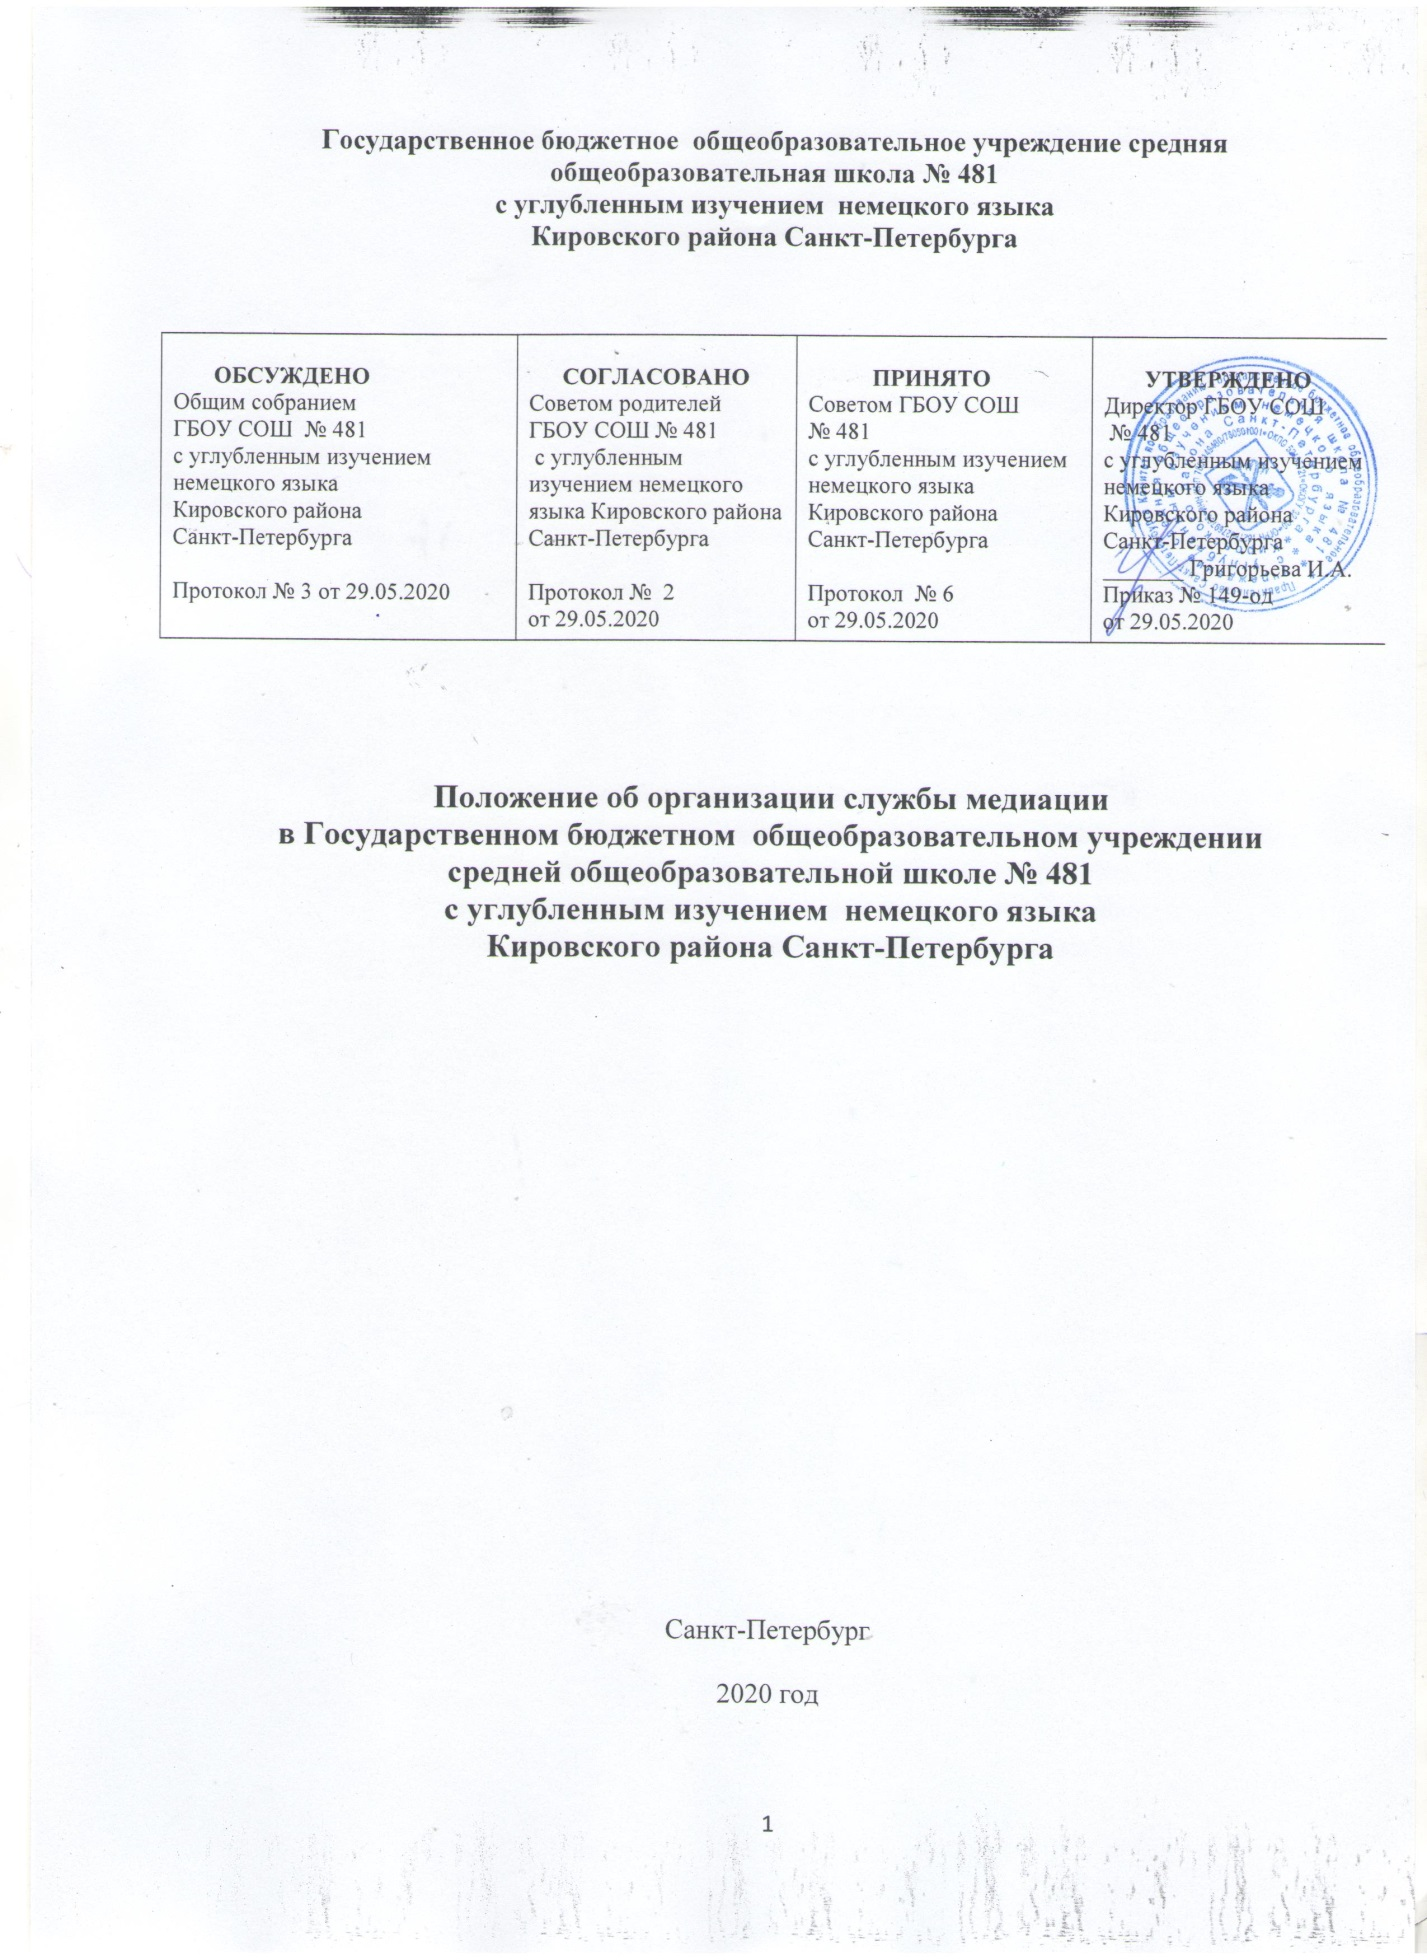 Государственное бюджетное общеобразовательное учреждение средняя
общеобразовательная школа № 481
с углубленным изучением немецкого языка
Кировского района Санкт-Петербурга
ОБСУЖДЕНО
Общим собранием
ГБОУ СОШ № 481
с углубленным изучением
немецкого языка
Кировского района
Санкт-Петербурга
Протокол № 3 от 29.05.2020
СОГЛАСОВАНО
Советом родителей
ГБОУ СОШ № 481
с углубленным
изучением немецкого
языка Кировского района
Санкт-Петербурга
Протокол № 2
от 29.05.2020
ПРИНЯТО
Советом ГБОУ СОШ
№ 481
с углубленным изучением
немецкого языка
Кировского района
Санкт-Петербурга
Протокол № 6
от 29.05.2020
УТВЕРЖДЕНО
Директор ГБОУ СОШ
№ 481
с углубленным изучением
немецкого языка
Кировского района
Санкт-Петербурга
_______ Григорьева И.А.
Приказ № 149-од
от 29.05.2020
Положение об организации службы медиации
в Государственном бюджетном общеобразовательном учреждении
средней общеобразовательной школе № 481
с углубленным изучением немецкого языка
Кировского района Санкт-Петербурга
Санкт-Петербург
2020 год
1